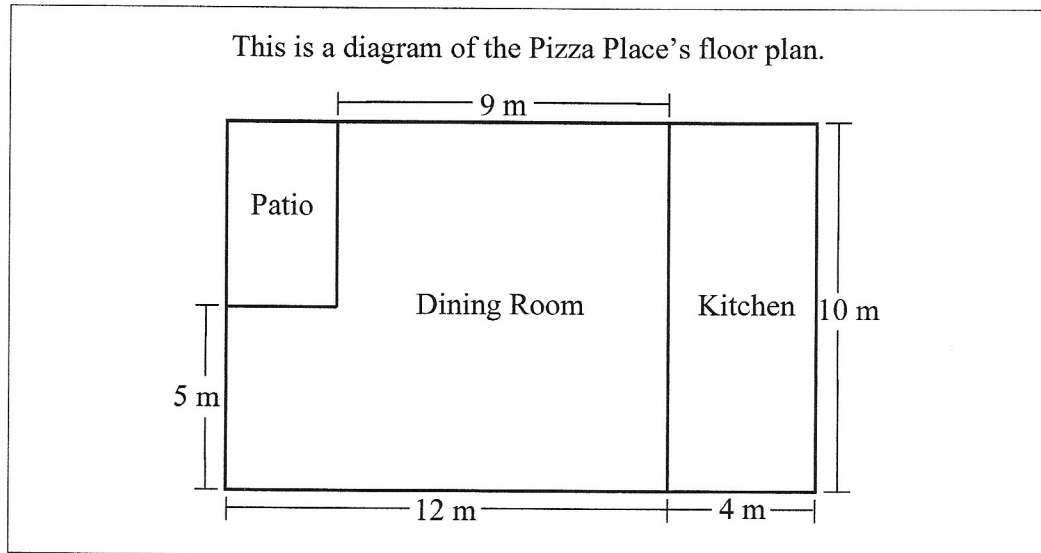 This is a diagram of the Pizza Place’s floor plan.
9 m
Patio
Dining Room
Kitchen
10 m
5 m
12 m
4 m